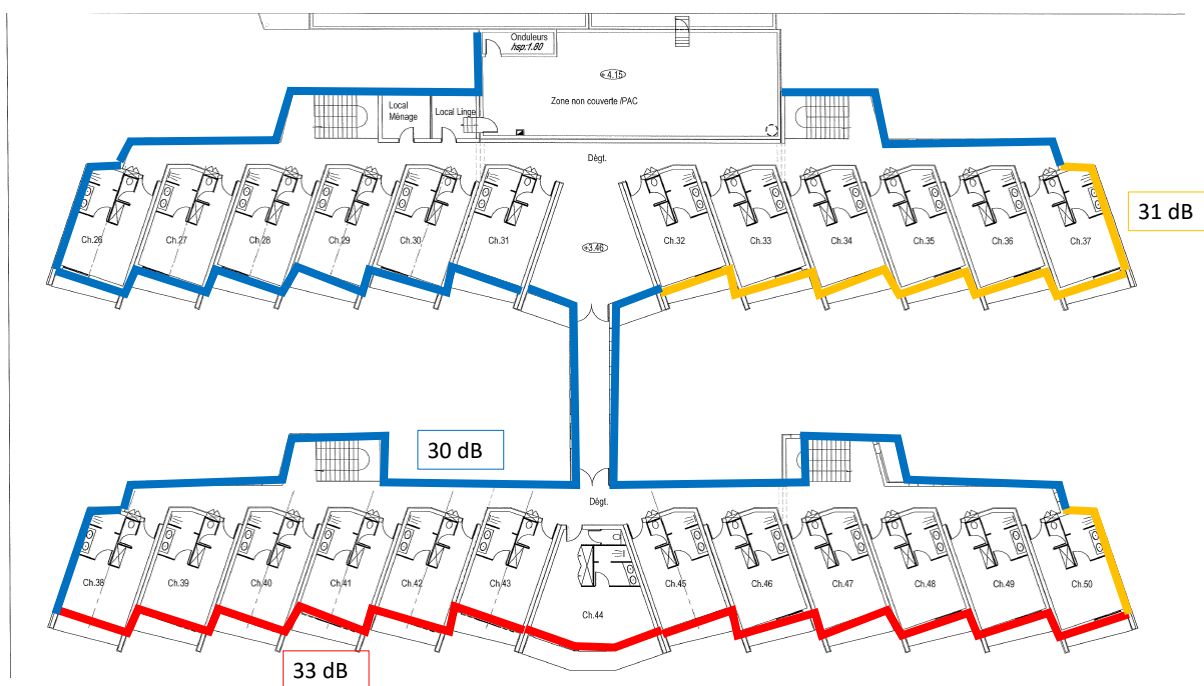 Onduleurs
hsp:1.80
+4.15
Zone non couverte /PAC
Local
Ménage
Local Linge
Dégt.
31 dB
Ch.26
Ch.27
Ch.28
Ch.29
Ch.30
Ch.31
+3.46
Ch.32
Ch.33
Ch.34
Ch.35
Ch.36
Ch.37
30 dB
Dégt.
Ch.38
Ch.39
Ch.40
Ch.41
Ch.42
Ch.43
Ch.44
Ch.45
Ch.46
Ch.47
Ch.48
Ch.49
Ch.50
33 dB